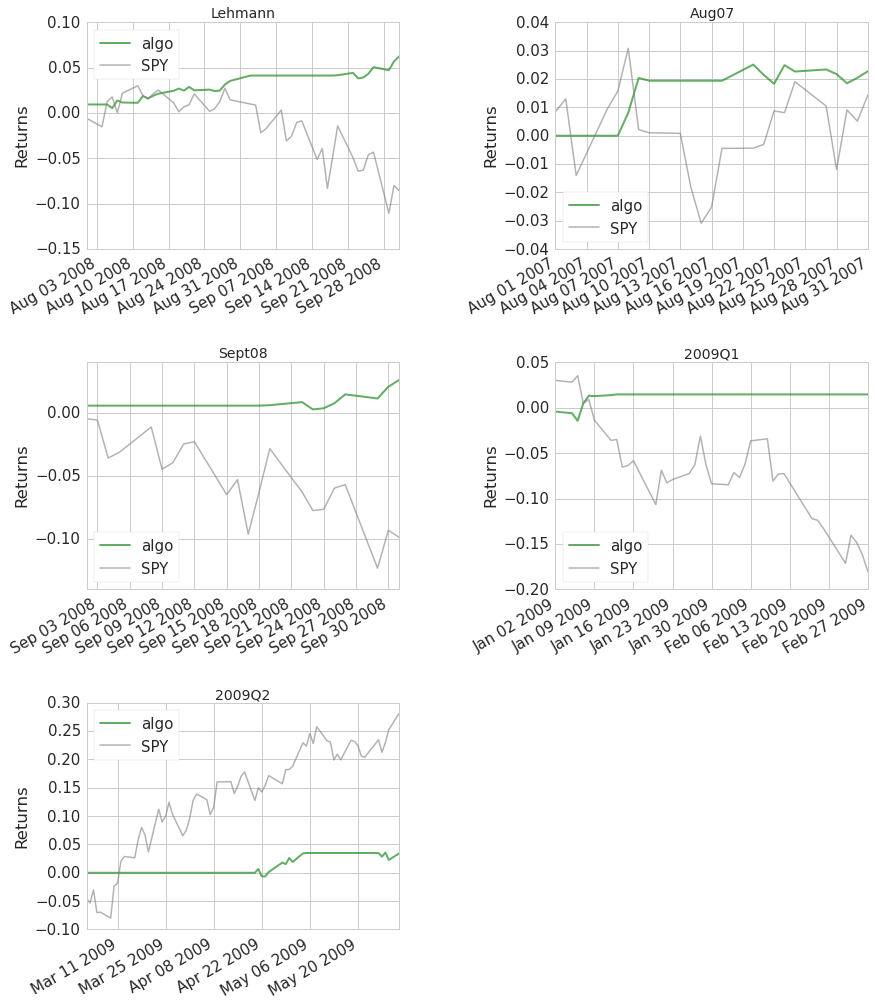 Lehmann
0.10
0.05
0.00
−0.05
−0.10
−0.15
Returns
algo
SPY
Aug 03 2008
Aug 10 2008
Aug 17 2008
Aug 24 2008
Aug 31 2008
Sep 07 2008
Sep 14 2008
Sep 21 2008
Sep 28 2008
Aug07
0.04
0.03
0.02
0.01
0.00
−0.01
−0.02
−0.03
−0.04
Returns
algo
SPY
Aug 01 2007
Aug 04 2007
Aug 07 2007
Aug 10 2007
Aug 13 2007
Aug 16 2007
Aug 19 2007
Aug 22 2007
Aug 25 2007
Aug 28 2007
Aug 31 2007
Sept08
0.00
−0.05
−0.10
Returns
algo
SPY
Sep 03 2008
Sep 06 2008
Sep 09 2008
Sep 12 2008
Sep 15 2008
Sep 18 2008
Sep 21 2008
Sep 24 2008
Sep 27 2008
Sep 30 2008
2009Q1
0.05
0.00
−0.05
−0.10
−0.15
−0.20
Returns
algo
SPY
Jan 02 2009
Jan 09 2009
Jan 16 2009
Jan 23 2009
Jan 30 2009
Feb 06 2009
Feb 13 2009
Feb 20 2009
Feb 27 2009
2009Q2
0.30
0.25
0.20
0.15
0.10
0.05
0.00
−0.05
−0.10
Returns
algo
SPY
Mar 11 2009
Mar 25 2009
Apr 08 2009
Apr 22 2009
May 06 2009
May 20 2009